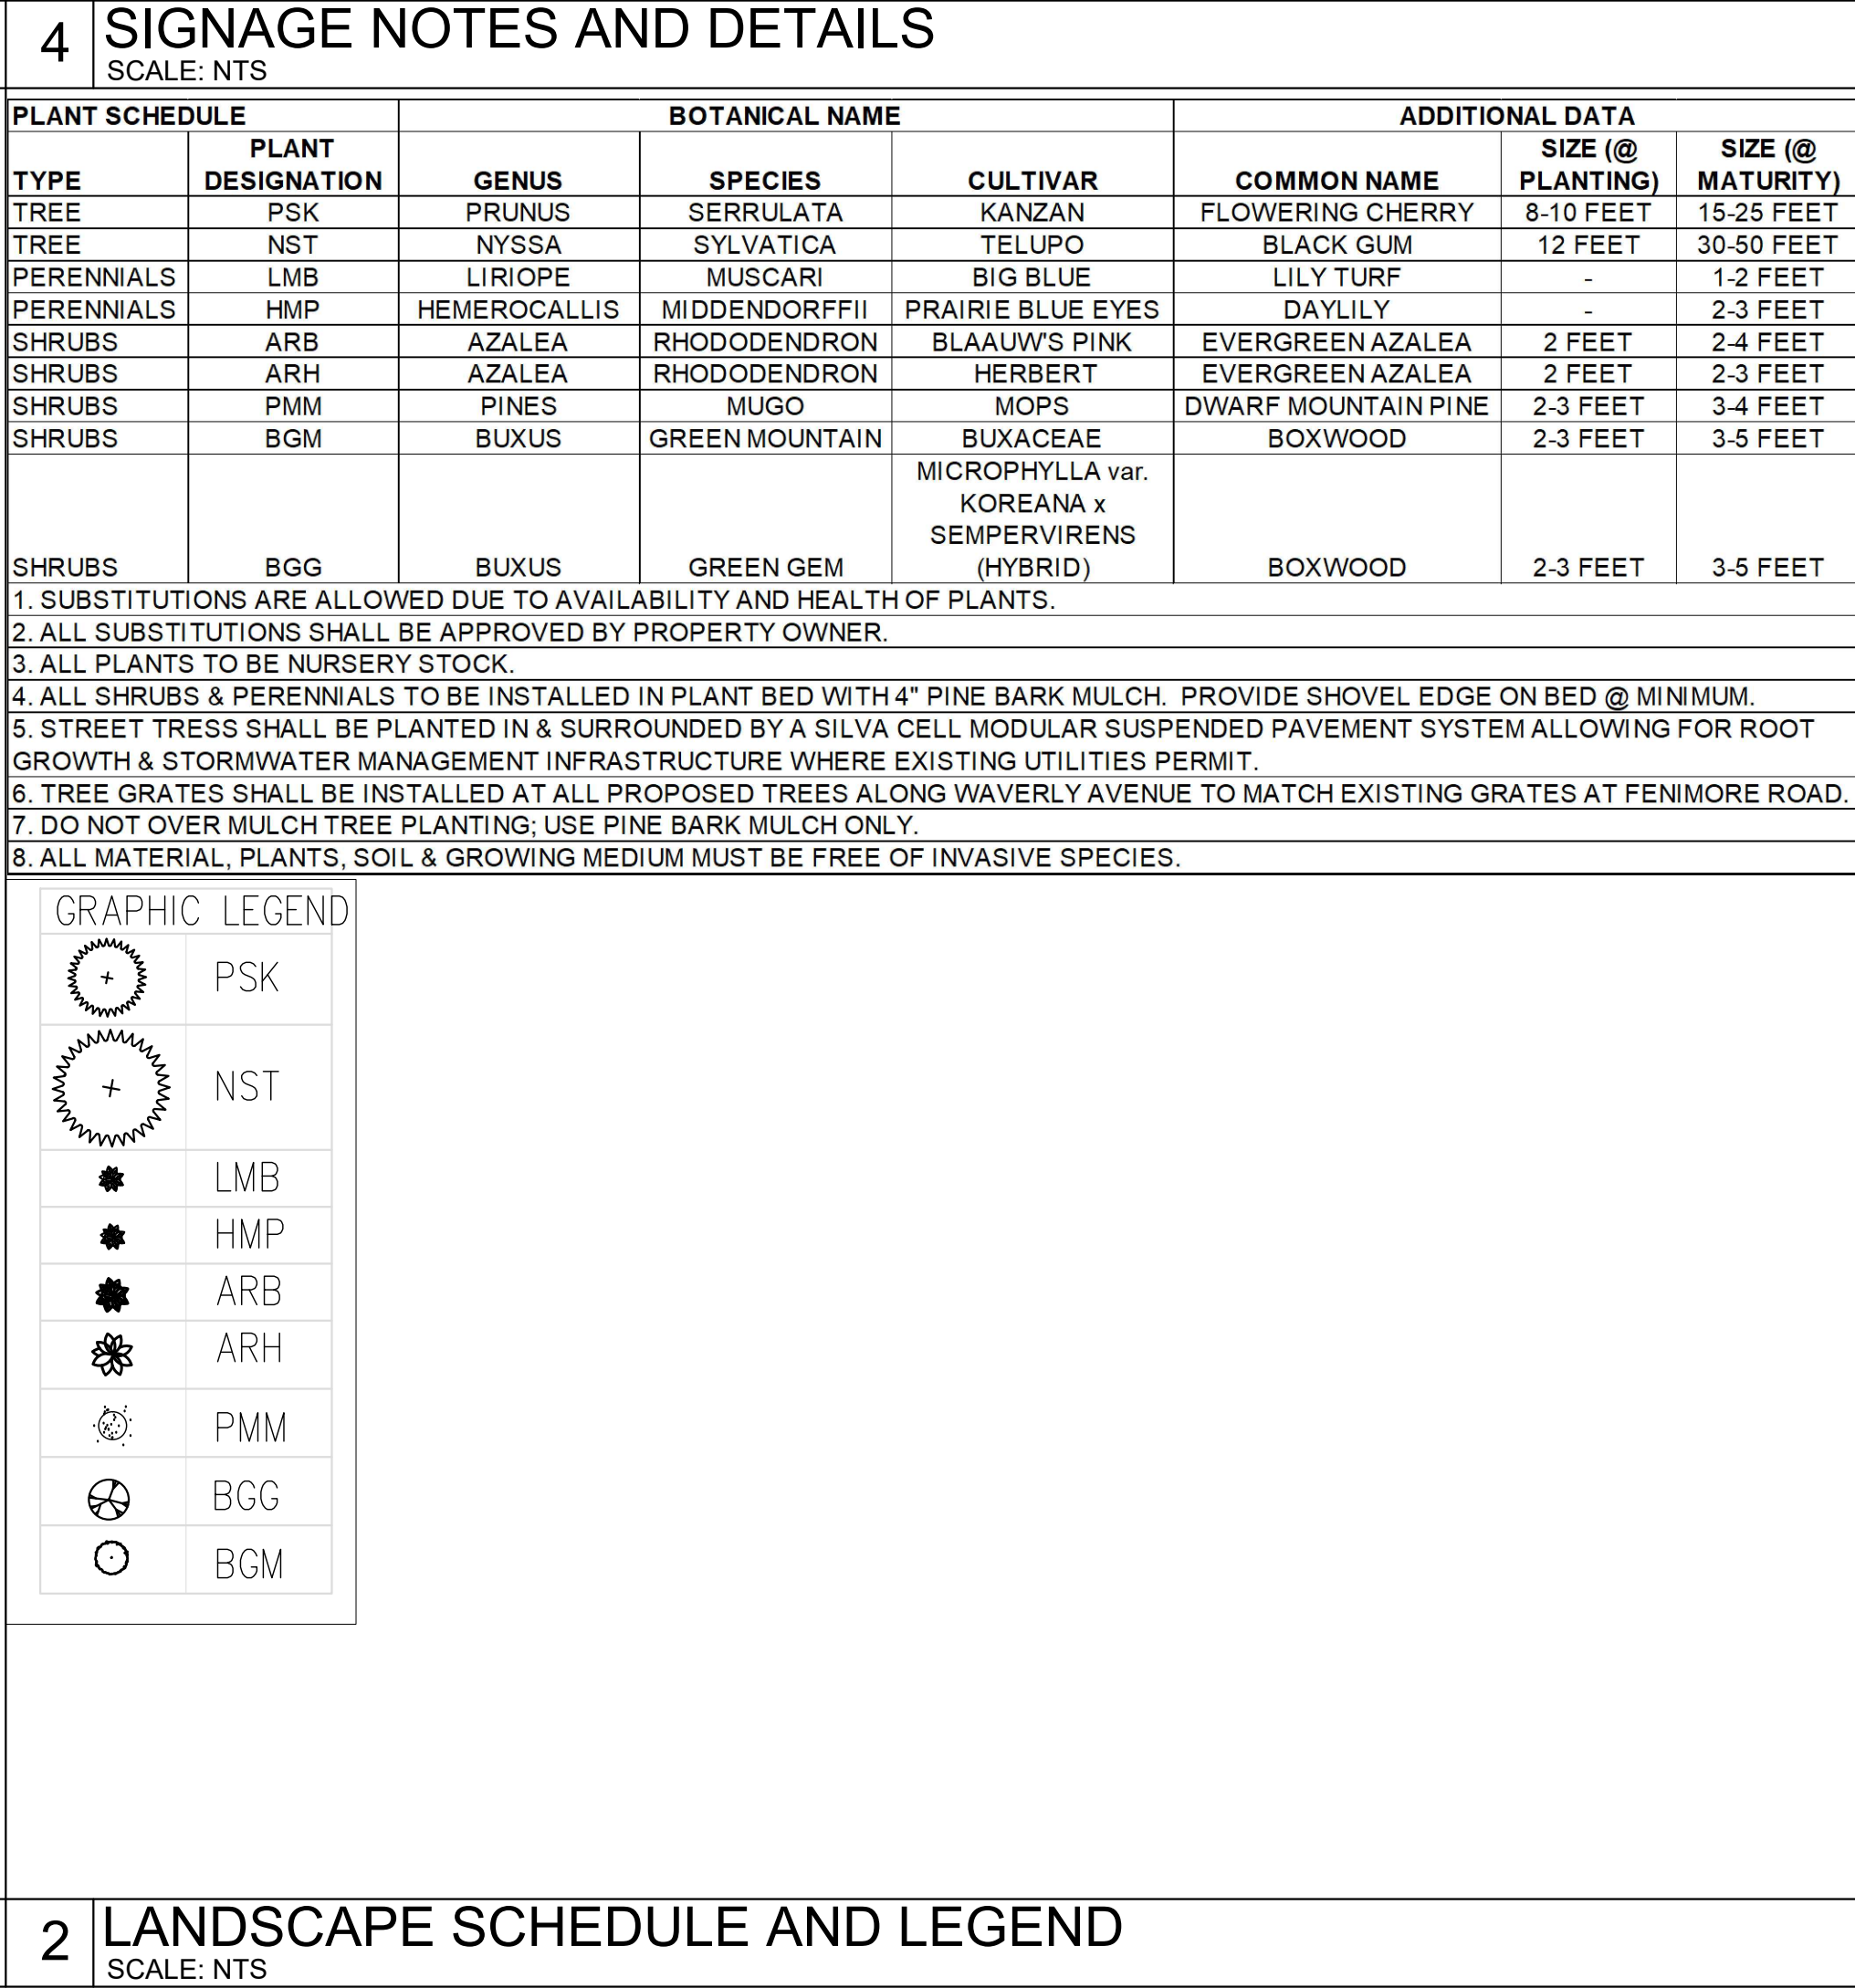 4 SIGNAGE NOTES AND DETAILS
SCALE: NTS
PLANT SCHEDULE BOTANICAL NAME ADDITIONAL DATA
TYPE PLANT DESIGNATION GENUS SPECIES CULTIVAR COMMON NAME SIZE (@ PLANTING) SIZE (@ MATURITY)
TREE PSK PRUNUS SERRULATA KANZAN FLOWERING CHERRY 8-10 FEET 15-25 FEET
TREE NST NYSSA SYLVATICA TELUPO BLACK GUM 12 FEET 30-50 FEET
PERENNIALS LMB LIRIOPE MUSCARI BIG BLUE LILY TURF - 1-2 FEET
PERENNIALS HMP HEMEROCALLIS MIDDENDORFFII PRAIRIE BLUE EYES DAYLILY - 2-3 FEET
SHRUBS ARB AZALEA RHODODENDRON BLAAUW'S PINK EVERGREEN AZALEA 2 FEET 2-4 FEET
SHRUBS ARH AZALEA RHODODENDRON HERBERT EVERGREEN AZALEA 2 FEET 2-3 FEET
SHRUBS PMM PINES MUGO MOPS DWARF MOUNTAIN PINE 2-3 FEET 3-4 FEET
SHRUBS BGM BUXUS GREEN MOUNTAIN BUXACEAE BOXWOOD 2-3 FEET 3-5 FEET
SHRUBS BGG BUXUS GREEN GEM MICROPHYLLA var. KOREANA x SEMPERVIRENS (HYBRID) BOXWOOD 2-3 FEET 3-5 FEET
1. SUBSTITUTIONS ARE ALLOWED DUE TO AVAILABILITY AND HEALTH OF PLANTS.
2. ALL SUBSTITUTIONS SHALL BE APPROVED BY PROPERTY OWNER.
3. ALL PLANTS TO BE NURSERY STOCK.
4. ALL SHRUBS & PERENNIALS TO BE INSTALLED IN PLANT BED WITH 4" PINE BARK MULCH. PROVIDE SHOVEL EDGE ON BED @ MINIMUM.
5. STREET TRESS SHALL BE PLANTED IN & SURROUNDED BY A SILVA CELL MODULAR SUSPENDED PAVEMENT SYSTEM ALLOWING FOR ROOT
GROWTH & STORMWATER MANAGEMENT INFRASTRUCTURE WHERE EXISTING UTILITIES PERMIT.
6. TREE GRATES SHALL BE INSTALLED AT ALL PROPOSED TREES ALONG WAVERLY AVENUE TO MATCH EXISTING GRATES AT FENIMORE ROAD.
7. DO NOT OVER MULCH TREE PLANTING; USE PINE BARK MULCH ONLY.
8. ALL MATERIAL, PLANTS, SOIL & GROWING MEDIUM MUST BE FREE OF INVASIVE SPECIES.
GRAPHIC LEGEND
PSK
NST
LMB
HMP
ARB
ARH
PMM
BGG
BGM
2 LANDSCAPE SCHEDULE AND LEGEND
SCALE: NTS